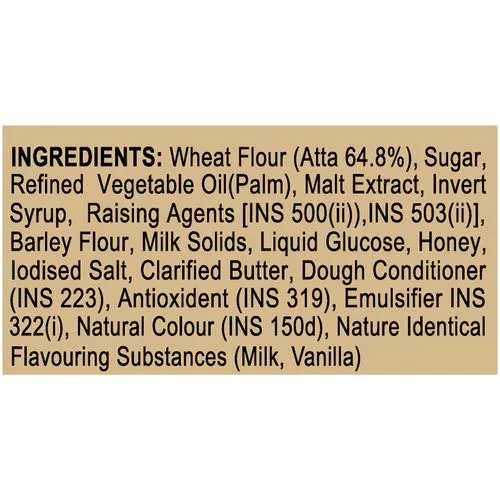 INGREDIENTS: Wheat Flour (Atta 64.8%), Sugar,
Refined Vegetable Oil(Palm), Malt Extract, Invert
Syrup, Raising Agents [INS 500(ii)),INS 503(ii)],
Barley Flour, Milk Solids, Liquid Glucose, Honey,
Iodised Salt, Clarified Butter, Dough Conditioner
(INS 223), Antioxident (INS 319), Emulsifier INS
322(i), Natural Colour (INS 150d), Nature Identical
Flavouring Substances (Milk, Vanilla)